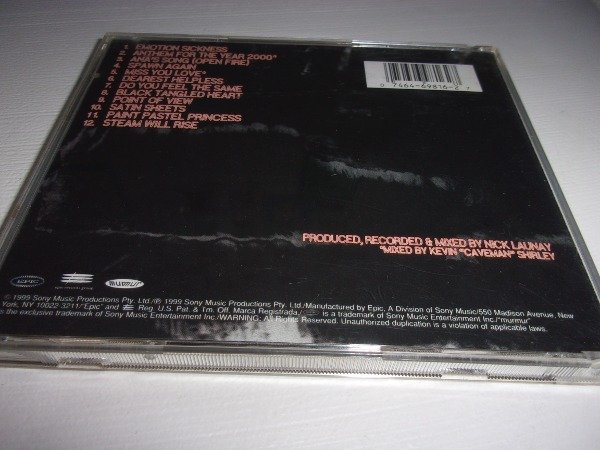 1. EMOTION SICKNESS
2. ANTHEM FOR THE YEAR 2000*
3. ANA'S SONG (OPEN FIRE)
4. SPAWN AGAIN
5. MISS YOU LOVE*
6. DEAREST HELPLESS
7. DO YOU FEEL THE SAME
8. BLACK TANGLED HEART
9. POINT OF VIEW
10. SATIN SHEETS
11. PAINT PASTEL PRINCESS
12. STEAM WILL RISE
0 7464-69816-2 7
PRODUCED, RECORDED & MIXED BY NICK LAUNAY
*MIXED BY KEVIN "CAVEMAN" SHIRLEY
epic
℗ 1999 Sony Music Productions Pty. Ltd./© 1999 Sony Music Productions Pty. Ltd./Manufactured by Epic, A Division of Sony Music/550 Madison Avenue, New
York, NY 10022-3211/"Epic" and Reg. U.S. Pat. & Tm. Off. Marca Registrada./ is a trademark of Sony Music Entertainment Inc./"murmur"
is the exclusive trademark of Sony Music Entertainment Inc./WARNING: All Rights Reserved. Unauthorized duplication is a violation of applicable laws.